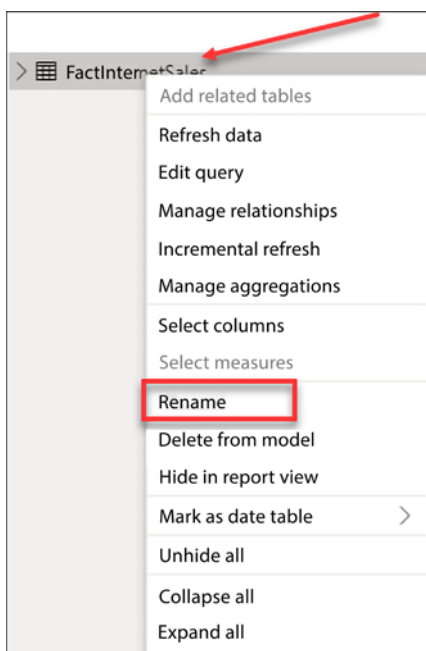 FactInternetSales
Add related tables
Refresh data
Edit query
Manage relationships
Incremental refresh
Manage aggregations
Select columns
Select measures
Rename
Delete from model
Hide in report view
Mark as date table
Unhide all
Collapse all
Expand all